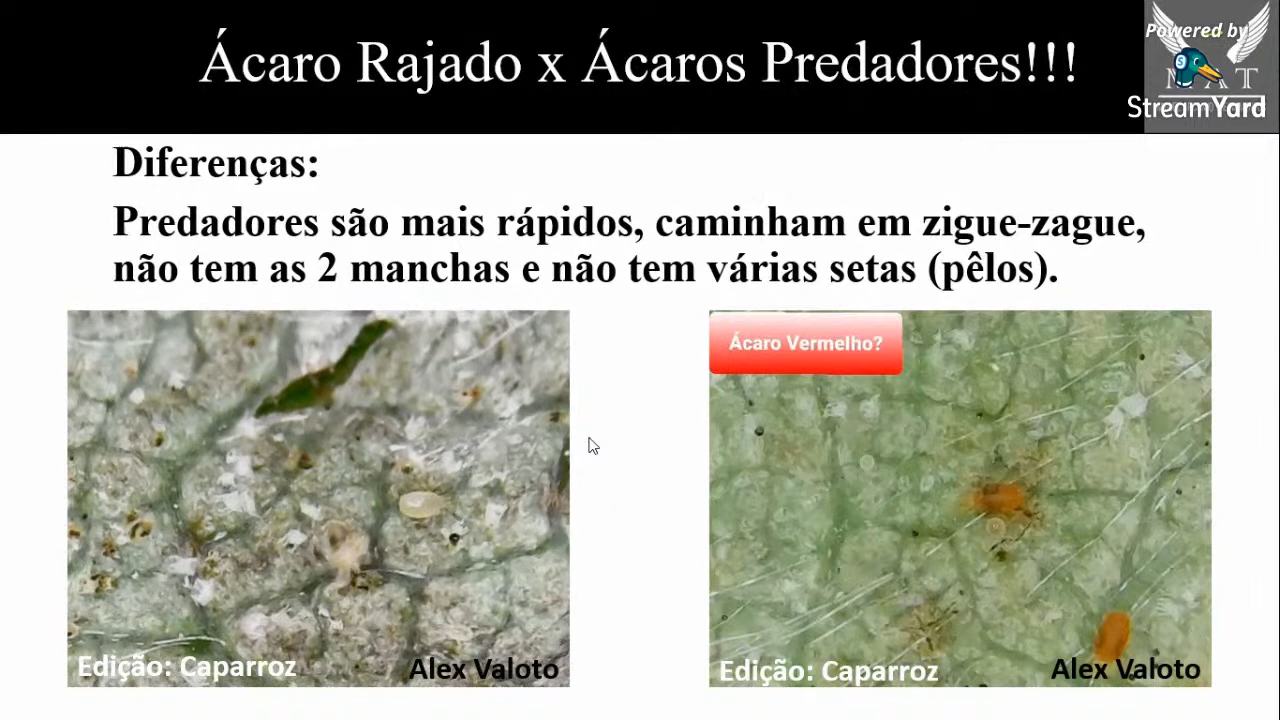 Ácaro Rajado x Ácaros Predadores!!!
Powered by
StreamYard
Diferenças:
Predadores são mais rápidos, caminham em zigue-zague,
não tem as 2 manchas e não tem várias setas (pêlos).
Ácaro Vermelho?
Edição: Caparroz
Alex Valoto
Edição: Caparroz
Alex Valoto